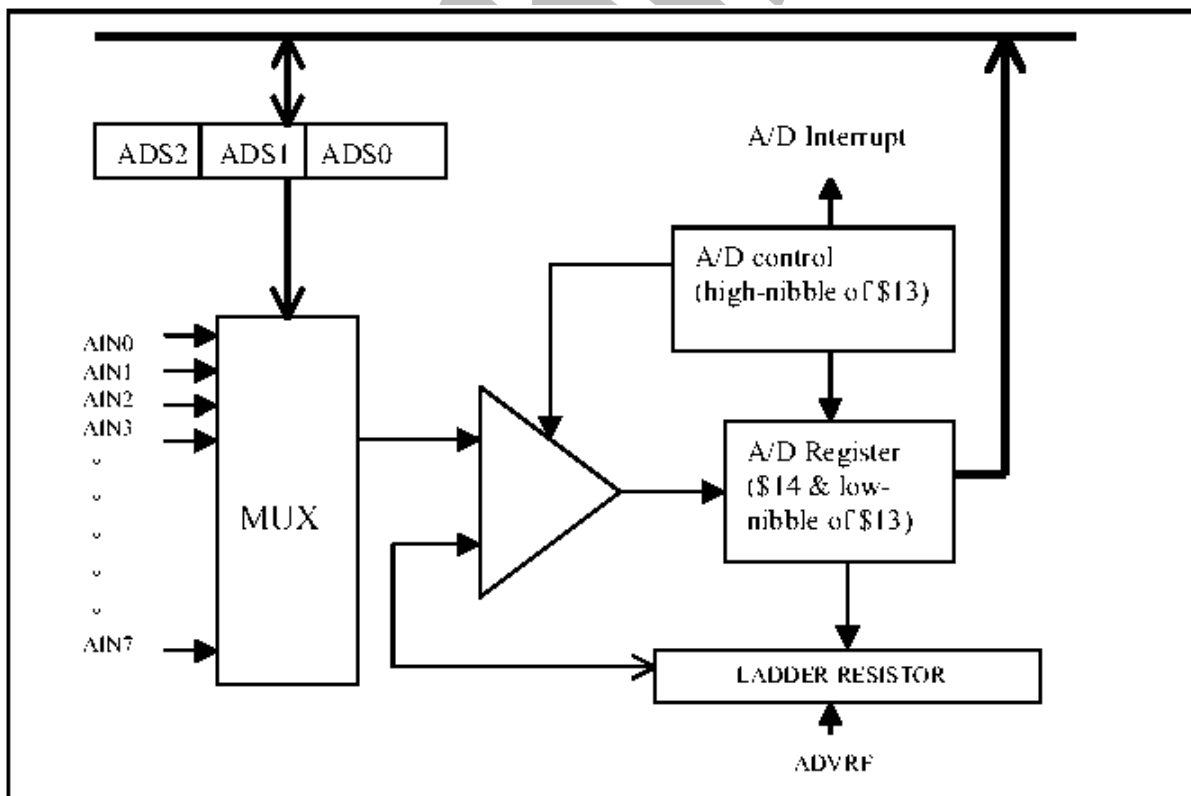 ADS2 ADS1 ADS0
A/D Interrupt
A/D control
(high-nibble of $13)
AIN0
AIN1
AIN2
AIN3
MUX
AIN7
A/D Register
($14 & low-
nibble of $13)
LADDER RESISTOR
ADVRF